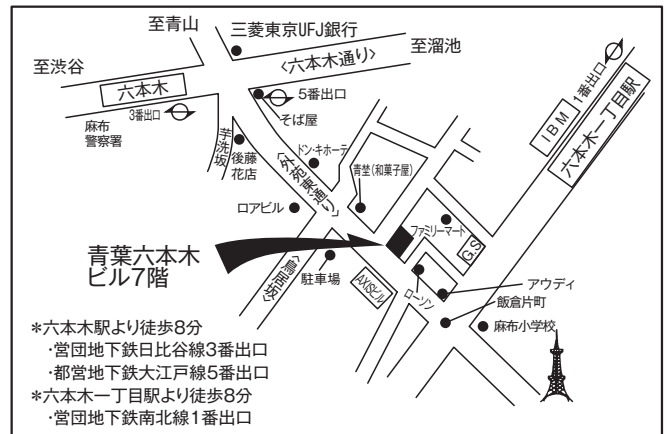 至青山
三菱東京UFJ銀行
至渋谷
〈六本木通り〉
至溜池
六本木
3番出口
5番出口
そば屋
麻布
警察署
芋洗坂
後藤
花店
ドン・キホーテ
〈外苑東通り〉
青埜(和菓子屋)
IBM
1番出口
六本木一丁目駅
ロアビル
ファミリーマート
G.S
青葉六本木
ビル7階
〈鳥居坂〉
駐車場
AXISビル
ローソン
アウディ
飯倉片町
麻布小学校
*六本木駅より徒歩8分
・営団地下鉄日比谷線3番出口
・都営地下鉄大江戸線5番出口
*六本木一丁目駅より徒歩8分
・営団地下鉄南北線1番出口